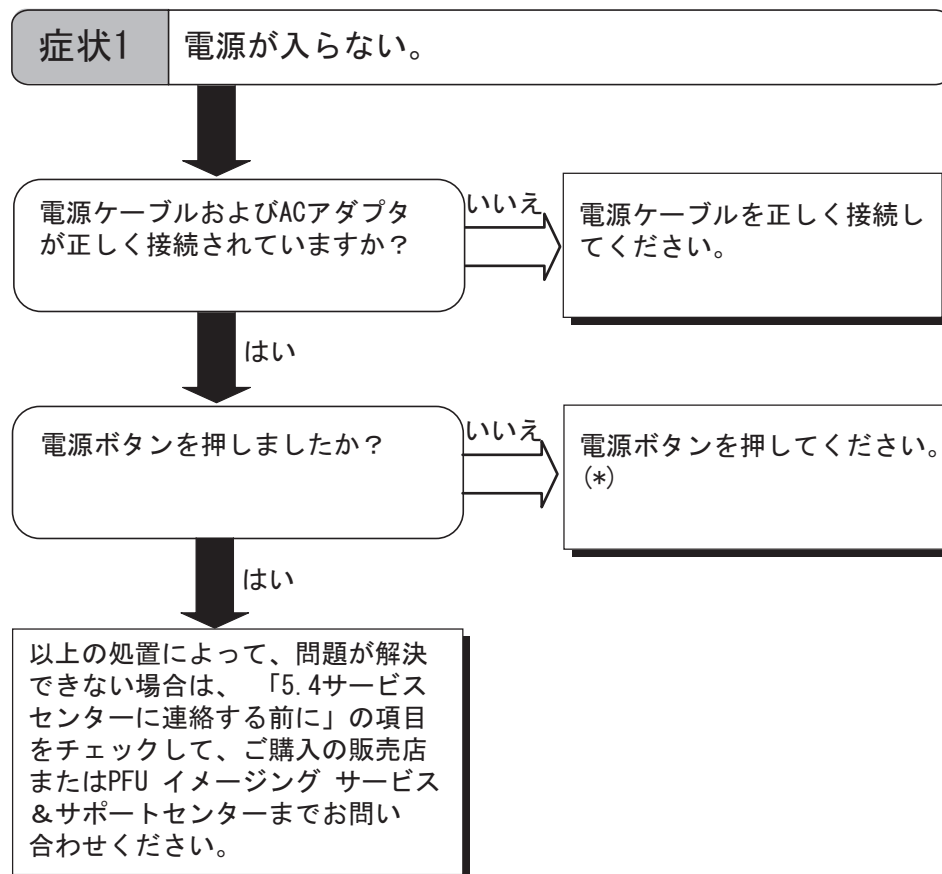 症状1
電源が入らない。
電源ケーブルおよびACアダプタ
が正しく接続されていますか？
いいえ
電源ケーブルを正しく接続し
てください。
はい
電源ボタンを押しましたか？
いいえ
電源ボタンを押してください。
(*)
はい
以上の処置によって、問題が解決
できない場合は、 「5.4サービス
センターに連絡する前に」の項目
をチェックして、ご購入の販売店
またはPFU イメージング サービス
＆サポートセンターまでお問い
合わせください。